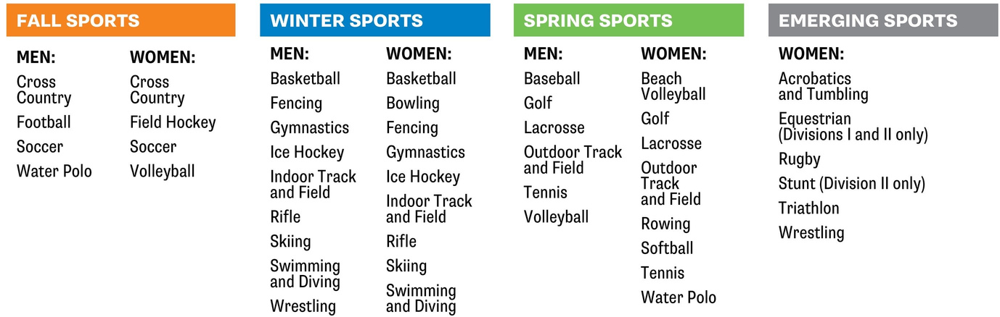 FALL SPORTS
MEN:
Cross
Country
Football
Soccer
Water Polo
WOMEN:
Cross
Country
Field Hockey
Soccer
Volleyball
WINTER SPORTS
MEN:
Basketball
Fencing
Gymnastics
Ice Hockey
Indoor Track
and Field
Rifle
Skiing
Swimming
and Diving
Wrestling
WOMEN:
Basketball
Bowling
Fencing
Gymnastics
Ice Hockey
Indoor Track
and Field
Rifle
Skiing
Swimming
and Diving
SPRING SPORTS
MEN:
Baseball
Golf
Lacrosse
Outdoor Track
and Field
Tennis
Volleyball
WOMEN:
Beach
Volleyball
Golf
Lacrosse
Outdoor
Track
and Field
Rowing
Softball
Tennis
Water Polo
EMERGING SPORTS
WOMEN:
Acrobatics
and Tumbling
Equestrian
(Divisions I and II only)
Rugby
Stunt (Division II only)
Triathlon
Wrestling